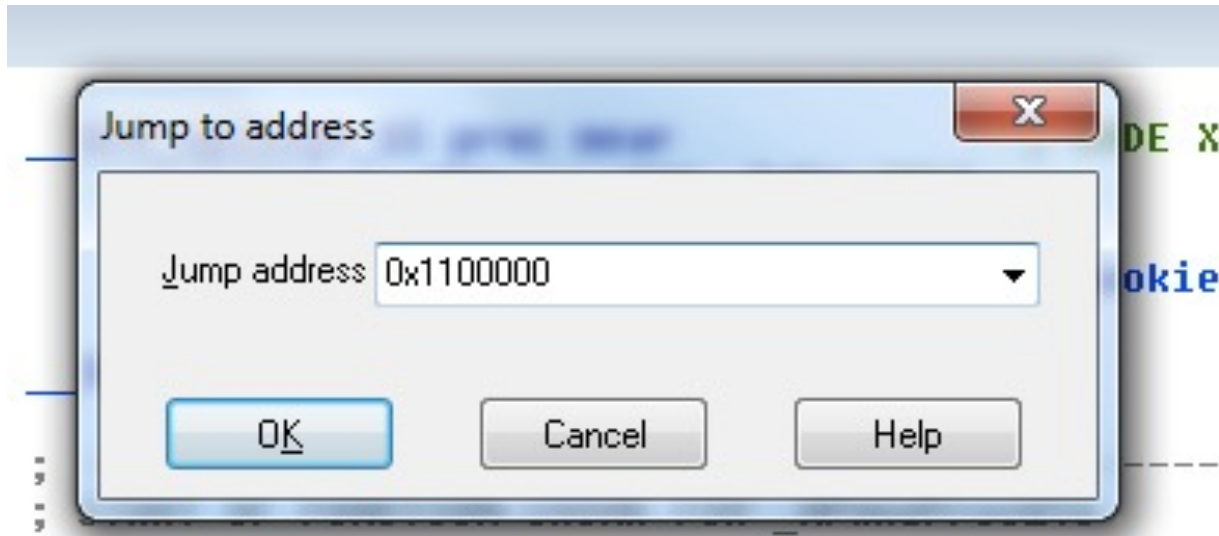 Jump to address
DE X
Jump address 0x1100000
okie
OK Cancel Help
;
;